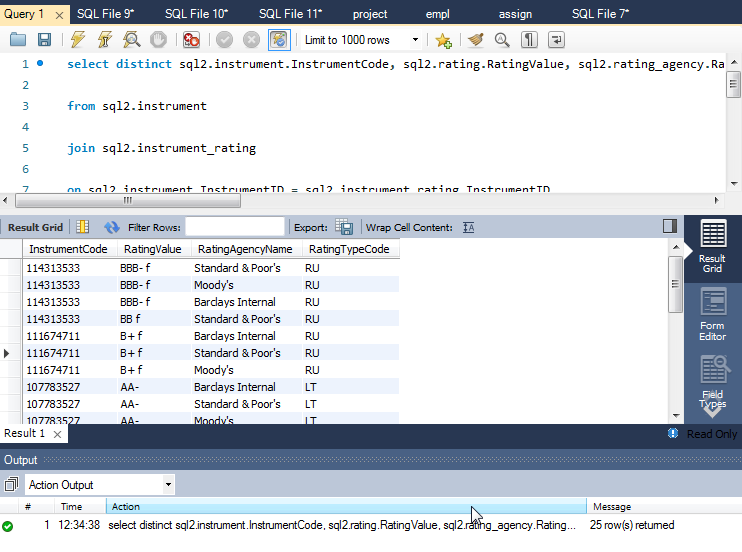 Query 1 × SQL File 9* SQL File 10* SQL File 11* project empl assign SQL File 7*
Limit to 1000 rows
1 select distinct sql2.instrument.InstrumentCode, sql2.rating.RatingValue, sql2.rating_agency.Ra
2
3 from sql2.instrument
4
5 join sql2.instrument_rating
6
7 on sql2.instrument.InstrumentID = sql2.instrument_rating.InstrumentID
Result Grid Filter Rows: Export: Wrap Cell Content: IA
InstrumentCode RatingValue RatingAgencyName RatingTypeCode
114313533 BBB- f Standard & Poor's RU
114313533 BBB- f Moody's RU
114313533 BBB- f Barclays Internal RU
114313533 BB f Standard & Poor's RU
111674711 B+ f Barclays Internal RU
111674711 B+ f Standard & Poor's RU
111674711 B+ f Moody's RU
107783527 AA- Barclays Internal LT
107783527 AA- Standard & Poor's LT
107783527 AA- Moody's LT
Result
Grid
Form
Editor
Field
Types
Result 1 × Read Only
Output
Action Output
# Time Action Message
1 12:34:38 select distinct sql2.instrument.InstrumentCode, sql2.rating.RatingValue, sql2.rating_agency.Rating... 25 row(s) returned